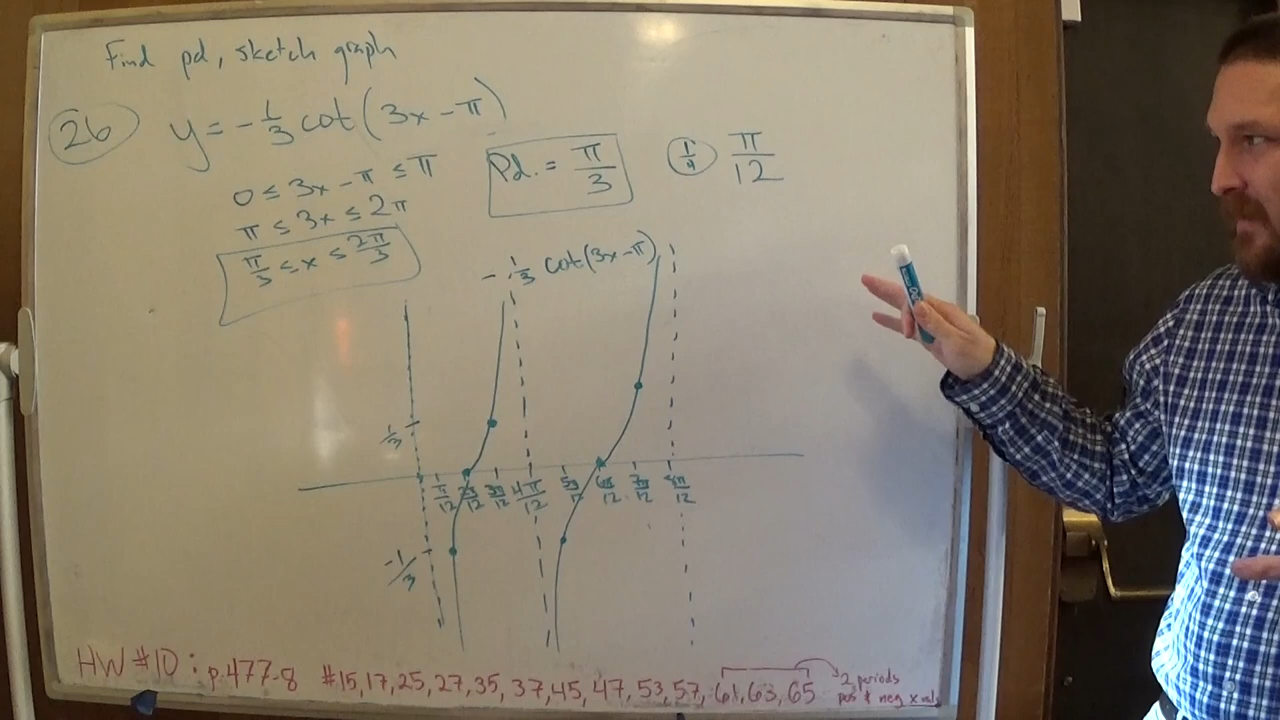 Find pd, sketch graph
26 y = -1/3 cot(3x - π)
0 ≤ 3x - π ≤ π
π ≤ 3x ≤ 2π
π/3 ≤ x ≤ 2π/3
Pd. = π/3
1/4 π/12
-1/3 cot(3x-π)
1/3
π/12 2π/12 3π/12 4π/12 5π/12 6π/12 7π/12 8π/12
-1/3
HW #10: p.477-8 #15,17,25,27,35,37,45,47,53,57,61,63,65
2 periods
pos & neg x vals